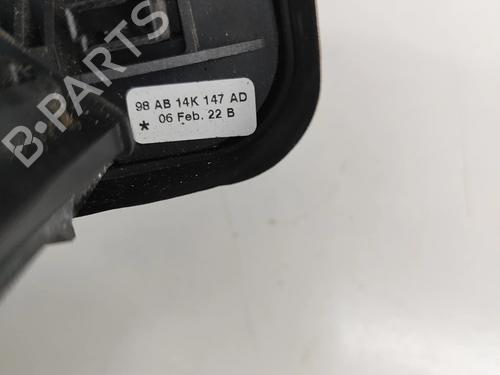 98 AB 14K 147 AD
* 06 Feb. 22 B
B-PARTS